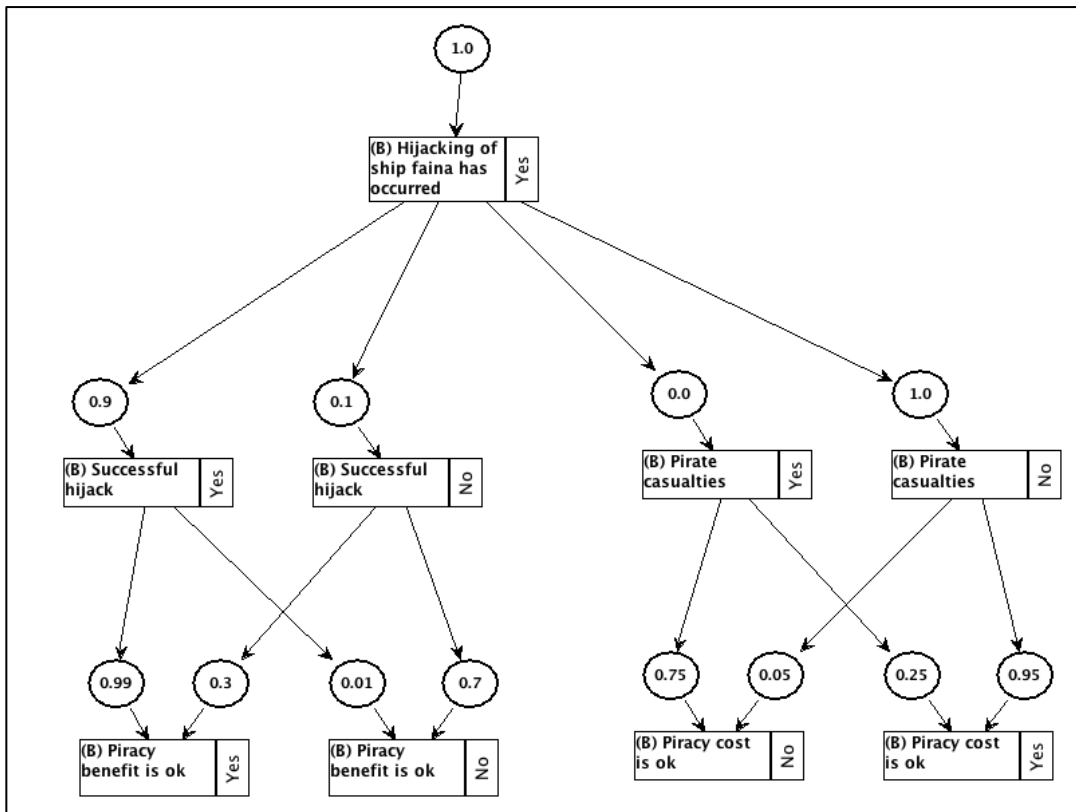 1.0
(B) Hijacking of
ship faina has
occurred
Yes
0.9
0.1
0.0
1.0
(B) Successful
hijack
Yes
(B) Successful
hijack
No
(B) Pirate
casualties
Yes
(B) Pirate
casualties
No
0.99
0.3
0.01
0.7
0.75
0.05
0.25
0.95
(B) Piracy
benefit is ok
Yes
(B) Piracy
benefit is ok
No
(B) Piracy cost
is ok
No
(B) Piracy cost
is ok
Yes